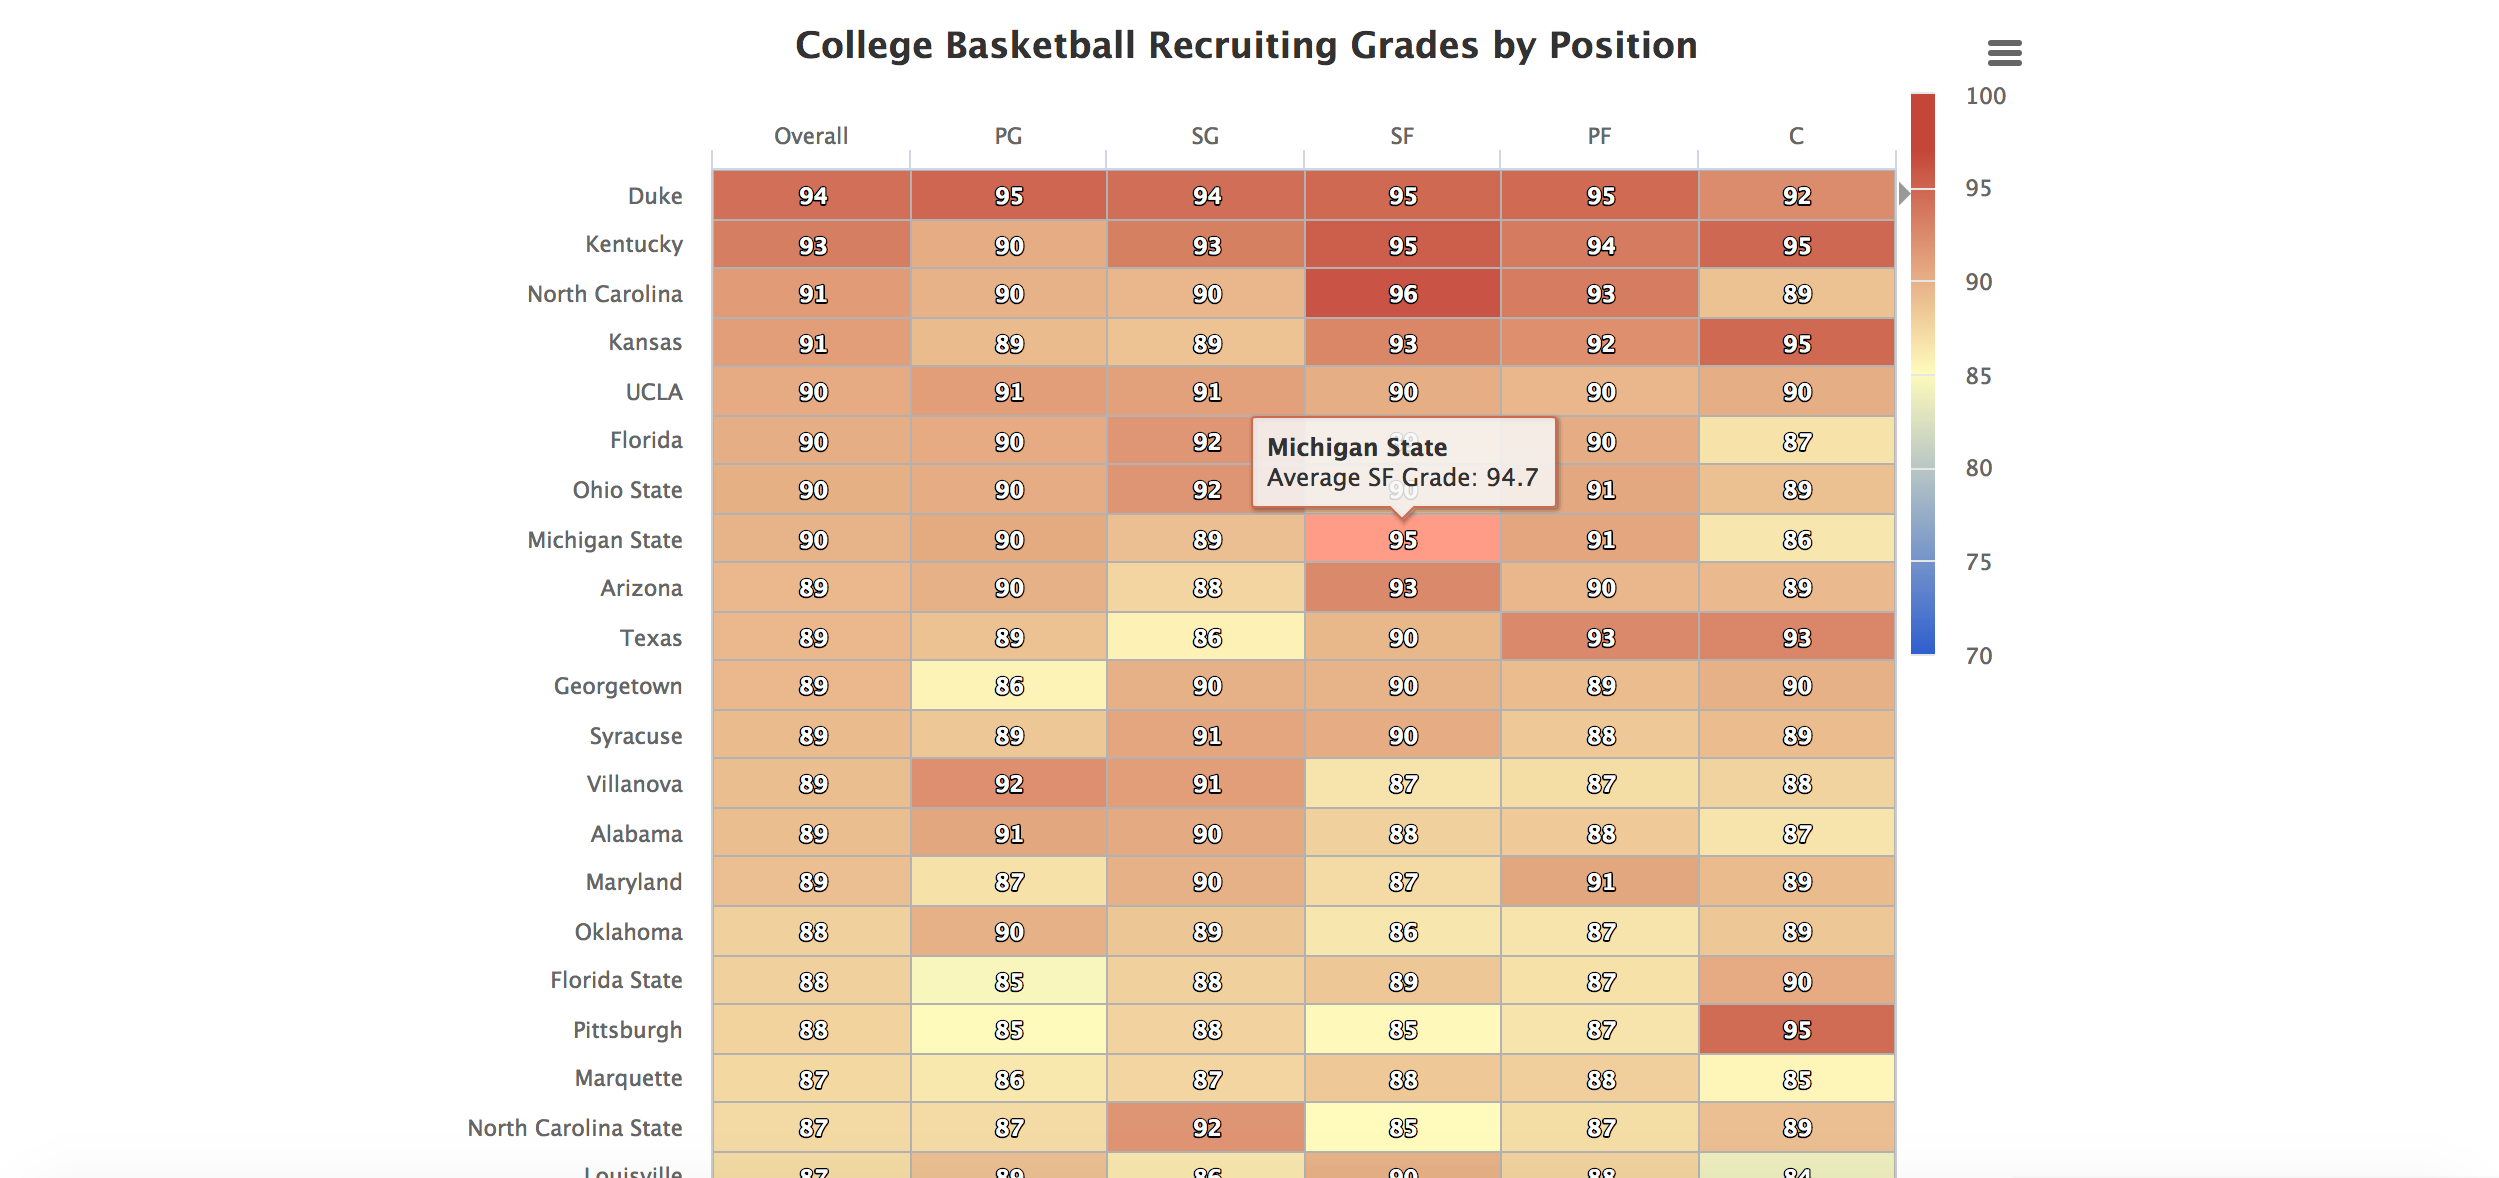 College Basketball Recruiting Grades by Position
Overall PG SG SF PF C
Duke 94 95 94 95 95 92
Kentucky 93 90 93 95 94 95
North Carolina 91 90 90 96 93 89
Kansas 91 89 89 93 92 95
UCLA 90 91 91 90 90 90
Florida 90 90 92 90 87
Michigan State
Average SF Grade: 94.7
Ohio State 90 90 92 90 91 89
Michigan State 90 90 89 95 91 86
Arizona 89 90 88 93 90 89
Texas 89 89 86 90 93 93
Georgetown 89 86 90 90 89 90
Syracuse 89 89 91 90 88 89
Villanova 89 92 91 87 87 88
Alabama 89 91 90 88 88 87
Maryland 89 87 90 87 91 89
Oklahoma 88 90 89 86 87 89
Florida State 88 85 88 89 87 90
Pittsburgh 88 85 88 85 87 95
Marquette 87 86 87 88 88 85
North Carolina State 87 87 92 85 87 89
Louisville 87 89 86 90 88 84
100
95
90
85
80
75
70